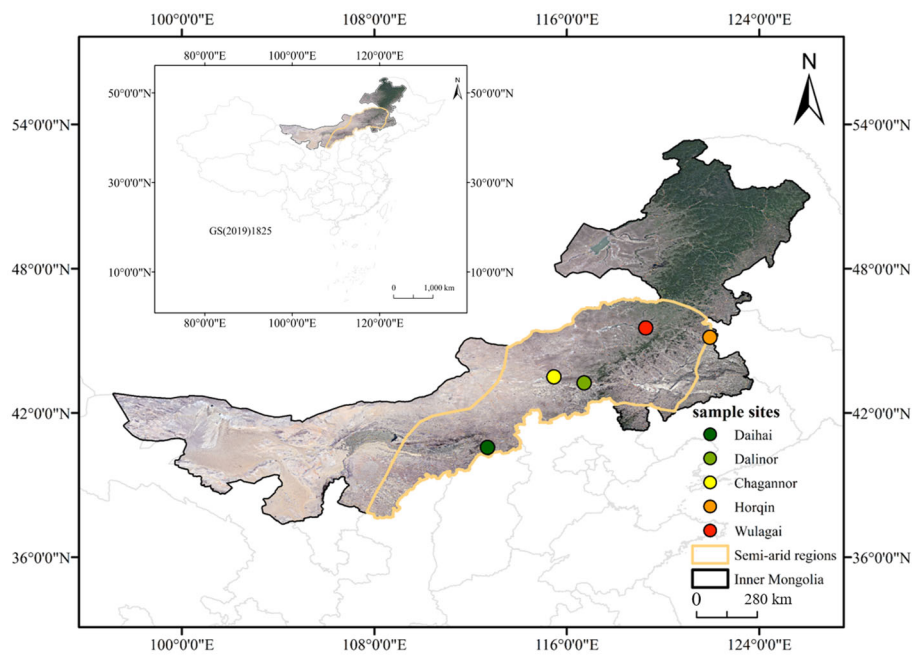 100°0'0"E 108°0'0"E 116°0'0"E 124°0'0"E
80°0'0"E 100°0'0"E 120°0'0"E
N
N
50°0'0"N 50°0'0"N
54°0'0"N 54°0'0"N
30°0'0"N 30°0'0"N
GS(2019)1825
48°0'0"N 48°0'0"N
10°0'0"N 10°0'0"N
0 1,000 km
80°0'0"E 100°0'0"E 120°0'0"E
42°0'0"N 42°0'0"N
sample sites
Daihai
Dalinor
Chagannor
Horqin
Wulagai
36°0'0"N 36°0'0"N
Semi-arid regions
Inner Mongolia
0 280 km
100°0'0"E 108°0'0"E 116°0'0"E 124°0'0"E